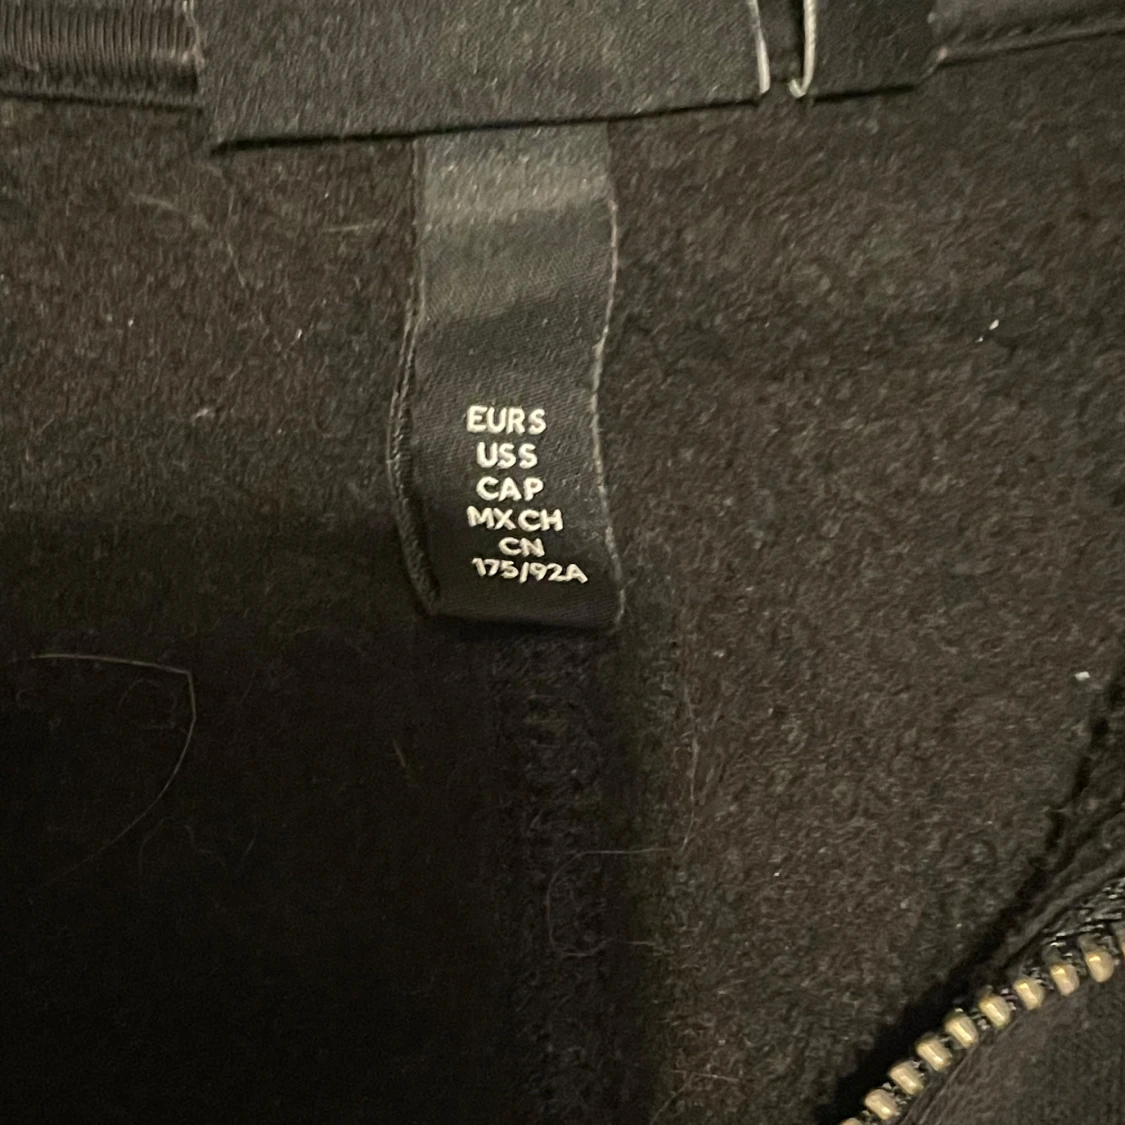 EUR S
US S
CA P
MX CH
CN
175/92A